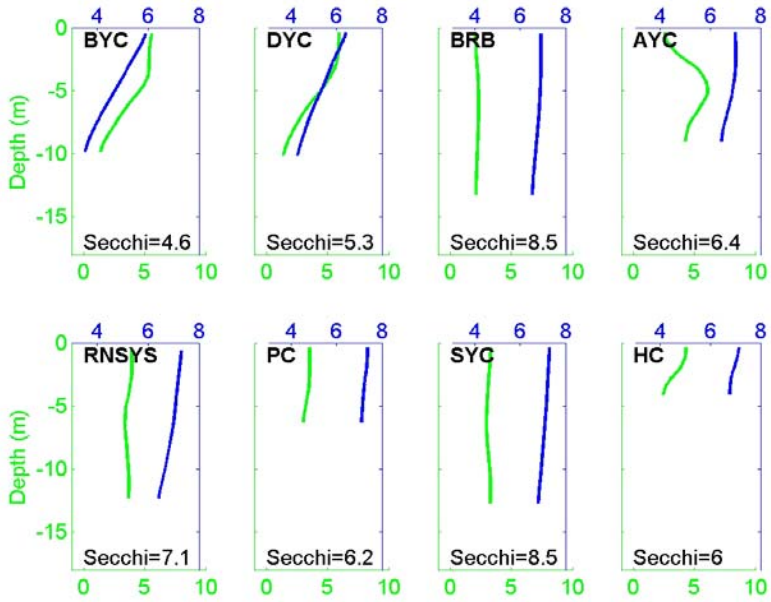 4 6 8 4 6 8 4 6 8 4 6 8
0 BYC DYC BRB AYC
-5
Depth (m)
-10
-15
Secchi=4.6 Secchi=5.3 Secchi=8.5 Secchi=6.4
0 5 10 0 5 10 0 5 10 0 5 10
4 6 8 4 6 8 4 6 8 4 6 8
0 RNSYS PC SYC HC
-5
Depth (m)
-10
-15
Secchi=7.1 Secchi=6.2 Secchi=8.5 Secchi=6
0 5 10 0 5 10 0 5 10 0 5 10